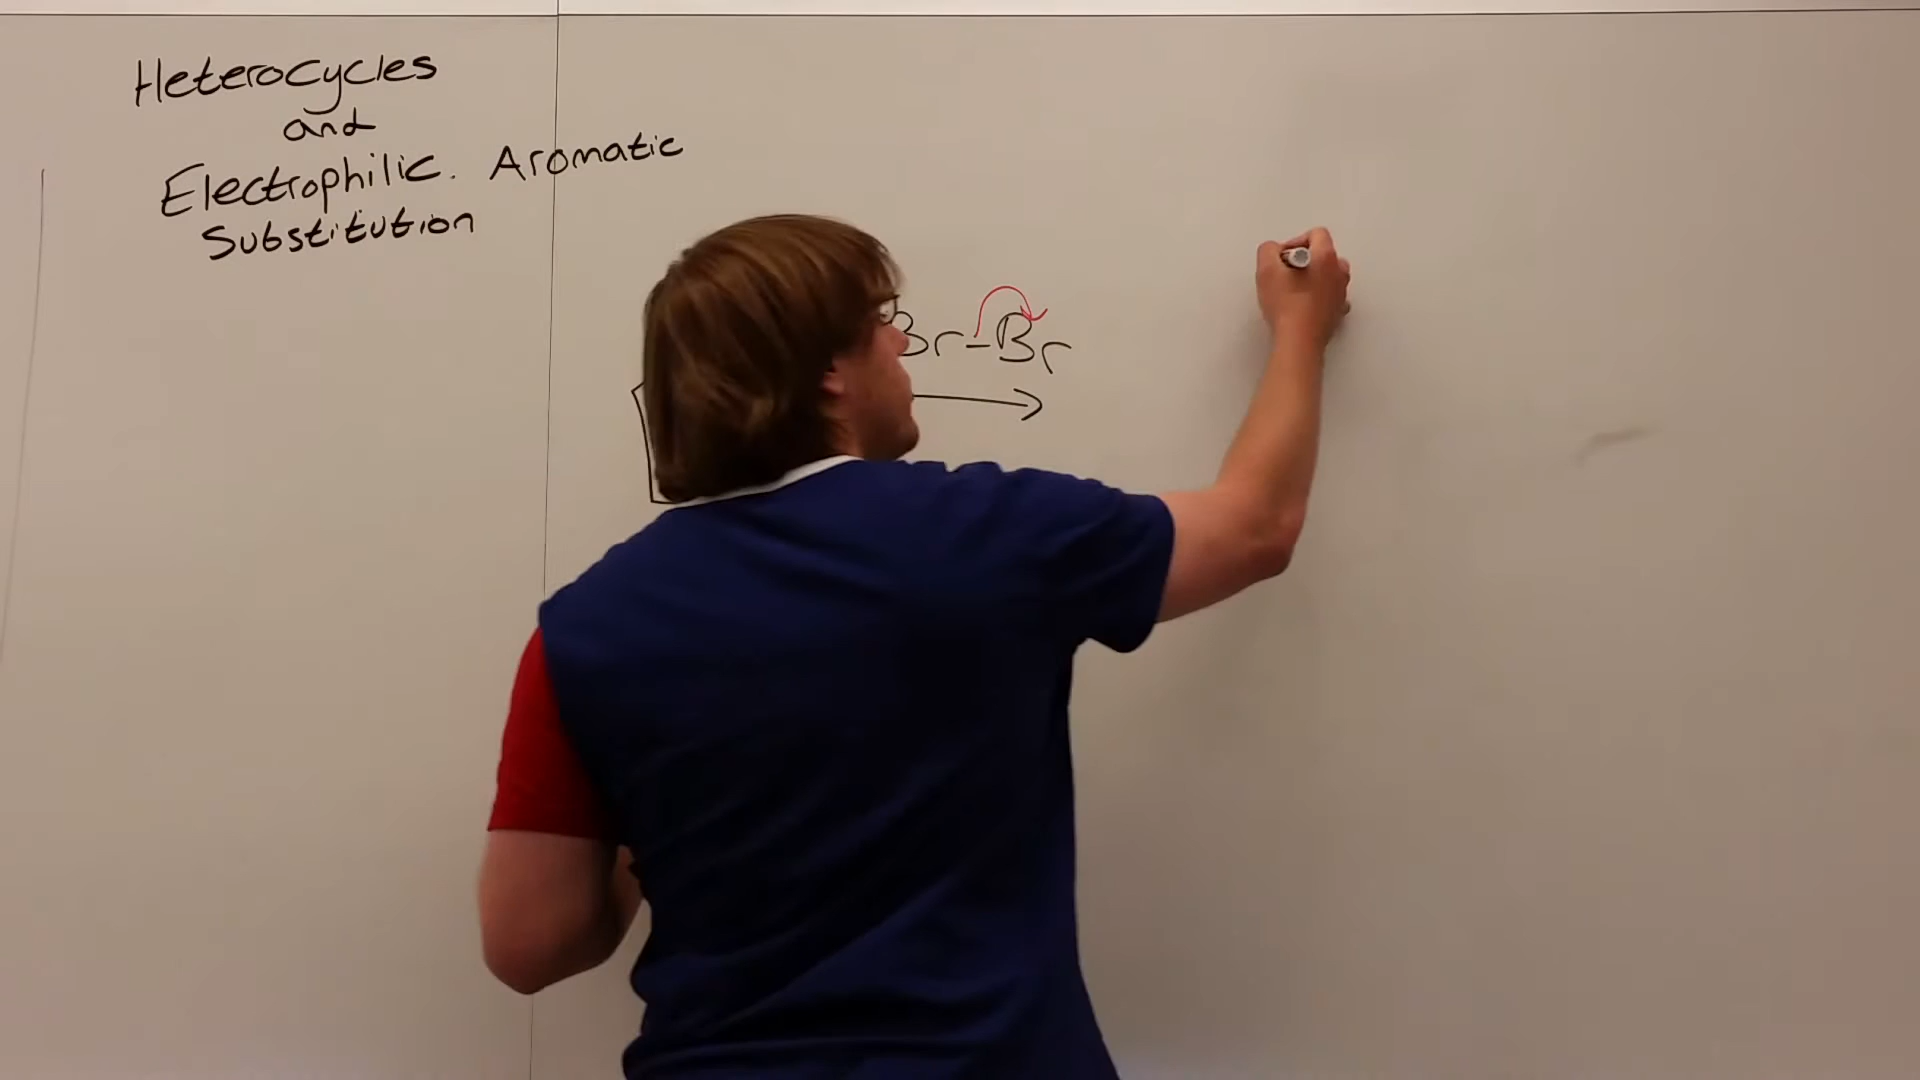 Heterocycles
and
Electrophilic. Aromatic
Substitution
Br-Br